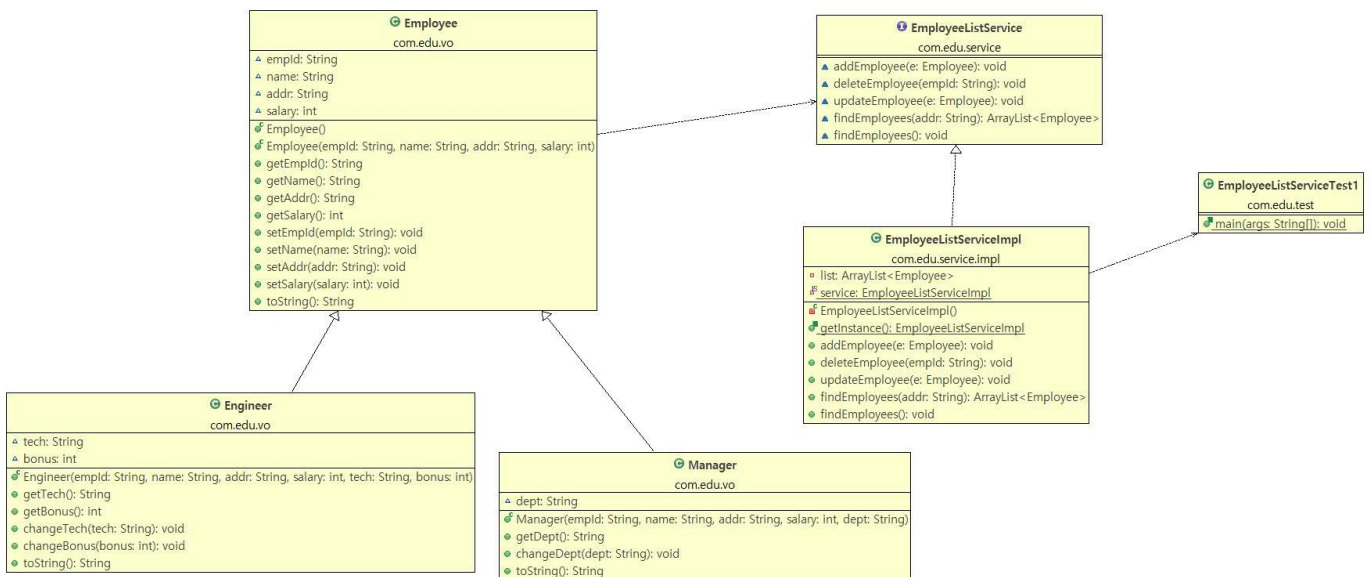 Employee
com.edu.vo
empId: String
name: String
addr: String
salary: int
Employee()
Employee(empId: String, name: String, addr: String, salary: int)
getEmpId(): String
getName(): String
getAddr(): String
getSalary(): int
setEmpId(empId: String): void
setName(name: String): void
setAddr(addr: String): void
setSalary(salary: int): void
toString(): String
EmployeeListService
com.edu.service
addEmployee(e: Employee): void
deleteEmployee(empId: String): void
updateEmployee(e: Employee): void
findEmployees(addr: String): ArrayList<Employee>
findEmployees(): void
EmployeeListServiceTest1
com.edu.test
main(args: String[]): void
EmployeeListServiceImpl
com.edu.service.impl
list: ArrayList<Employee>
service: EmployeeListServiceImpl
EmployeeListServiceImpl()
getInstance(): EmployeeListServiceImpl
addEmployee(e: Employee): void
deleteEmployee(empId: String): void
updateEmployee(e: Employee): void
findEmployees(addr: String): ArrayList<Employee>
findEmployees(): void
Engineer
com.edu.vo
tech: String
bonus: int
Engineer(empId: String, name: String, addr: String, salary: int, tech: String, bonus: int)
getTech(): String
getBonus(): int
changeTech(tech: String): void
changeBonus(bonus: int): void
toString(): String
Manager
com.edu.vo
dept: String
Manager(empId: String, name: String, addr: String, salary: int, dept: String)
getDept(): String
changeDept(dept: String): void
toString(): String